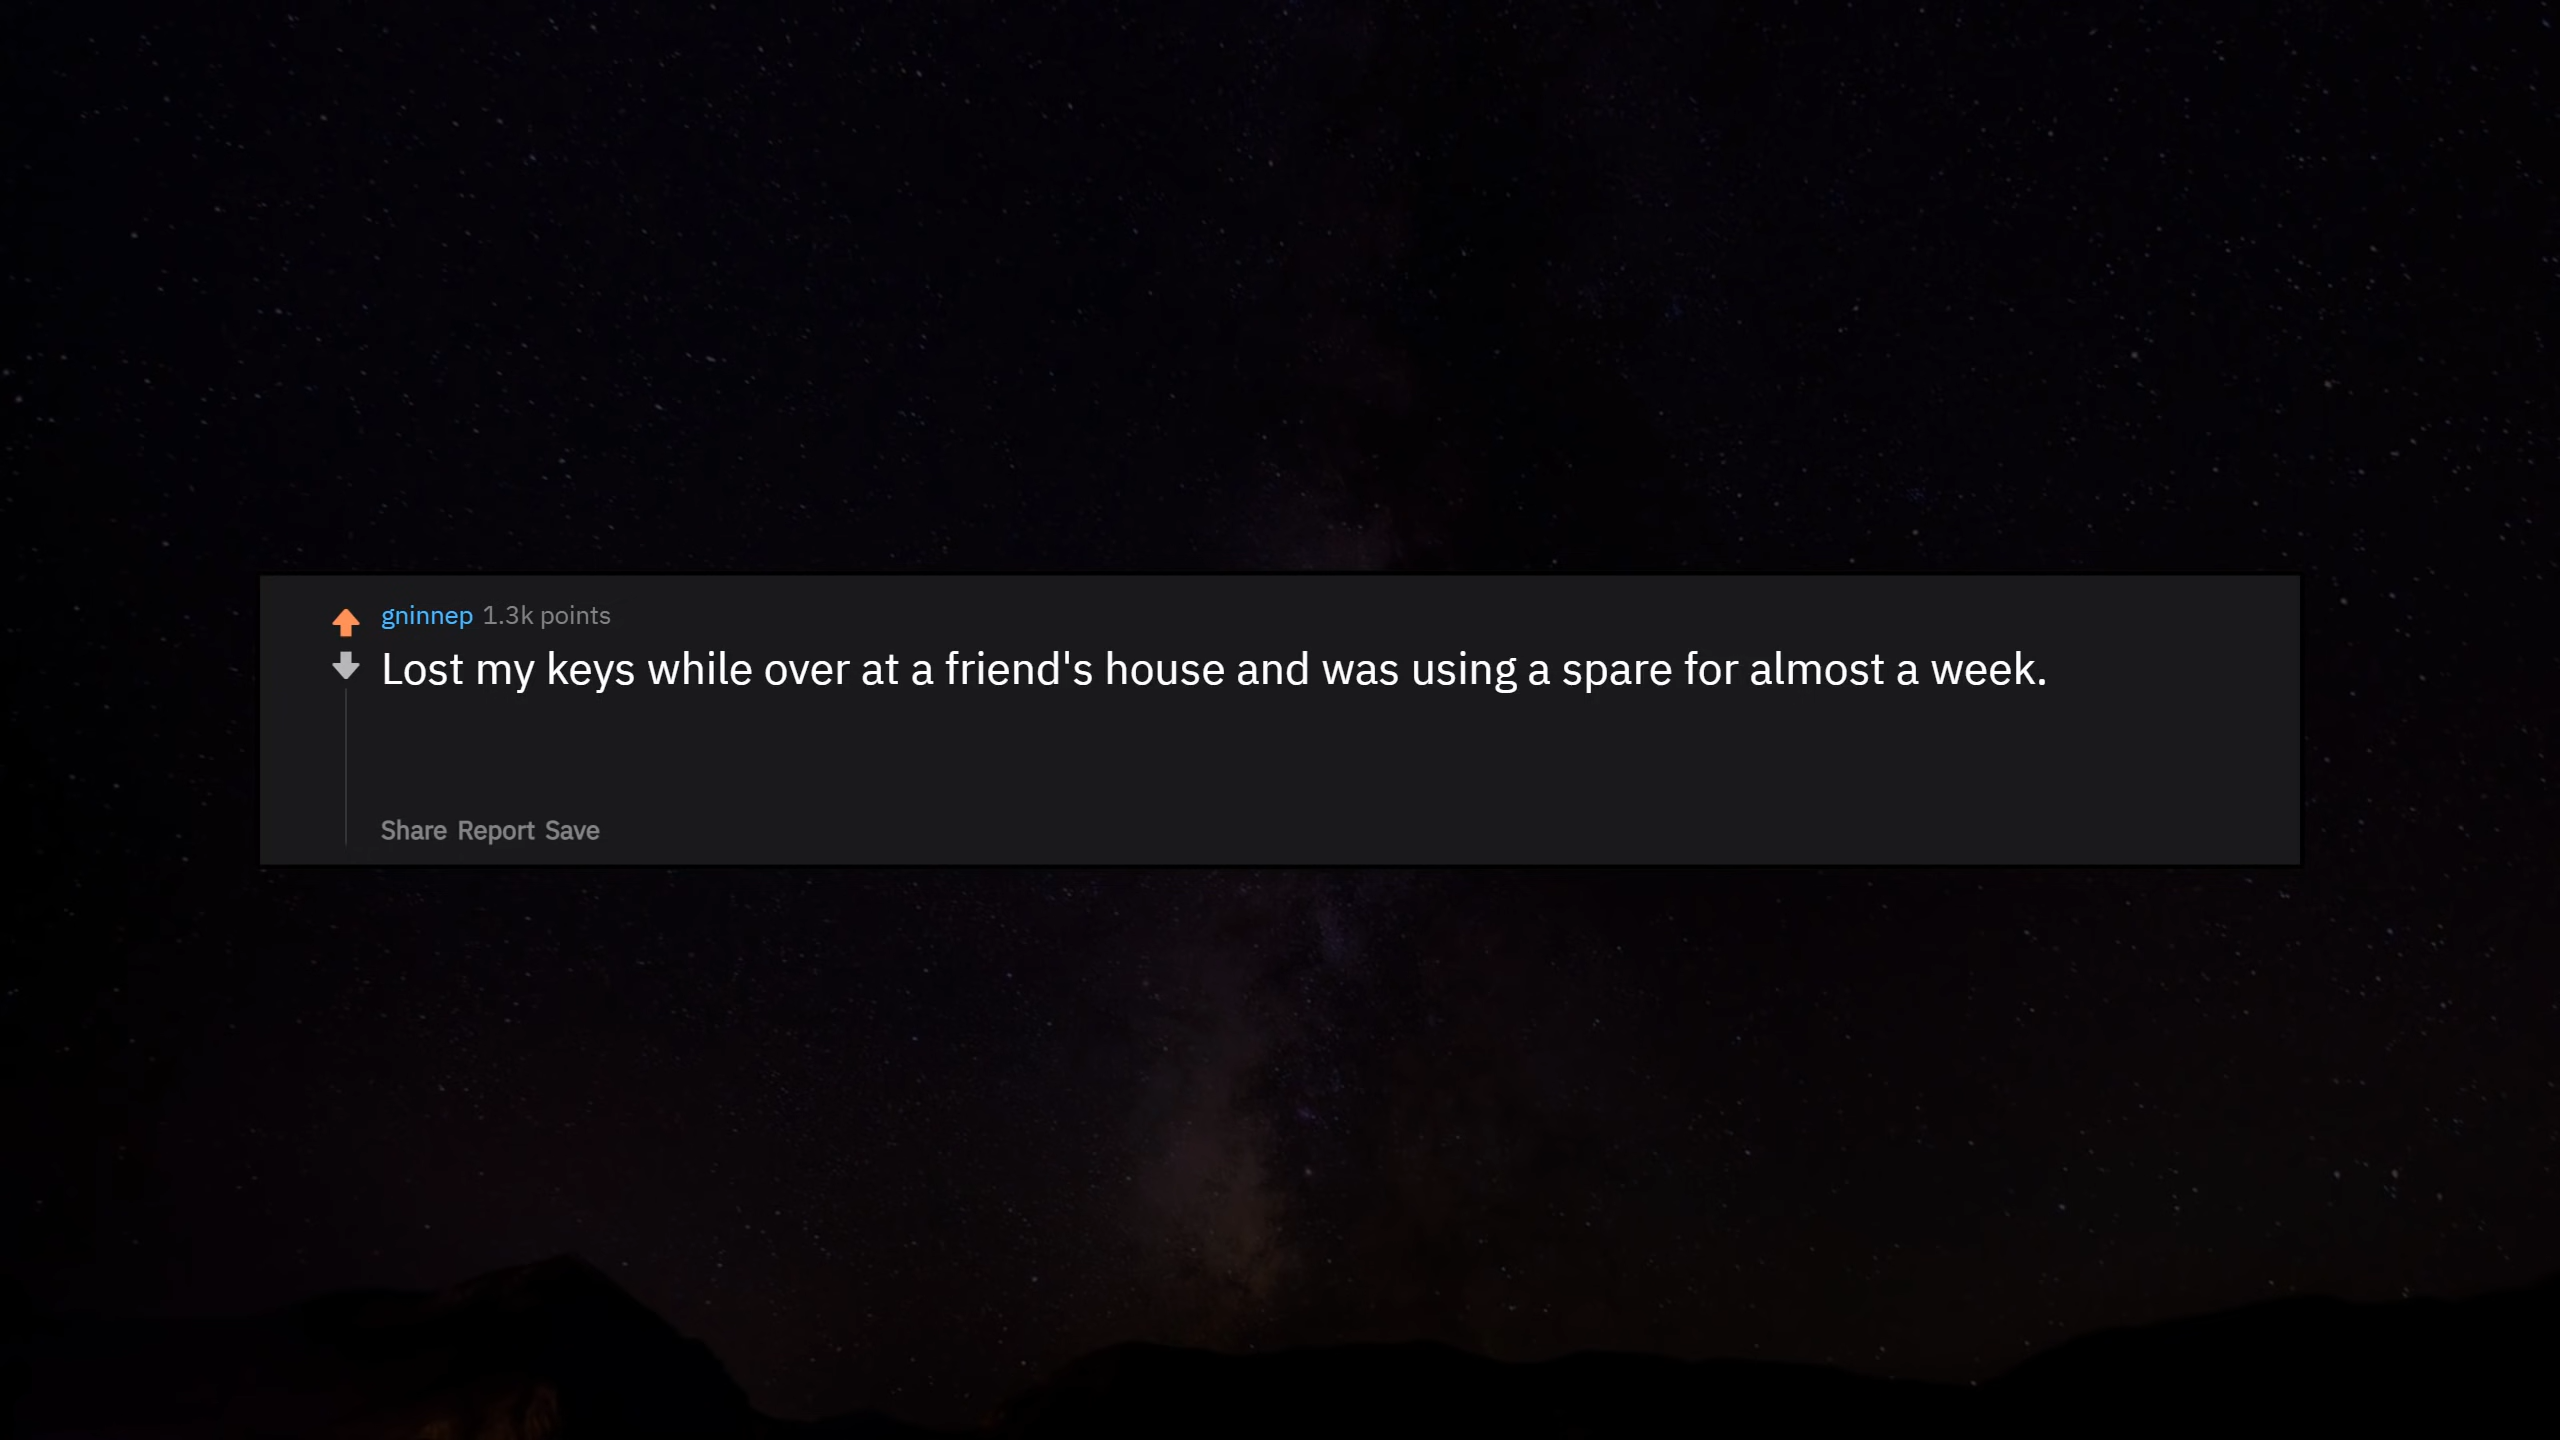 gninnep 1.3k points
Lost my keys while over at a friend's house and was using a spare for almost a week.
Share Report Save